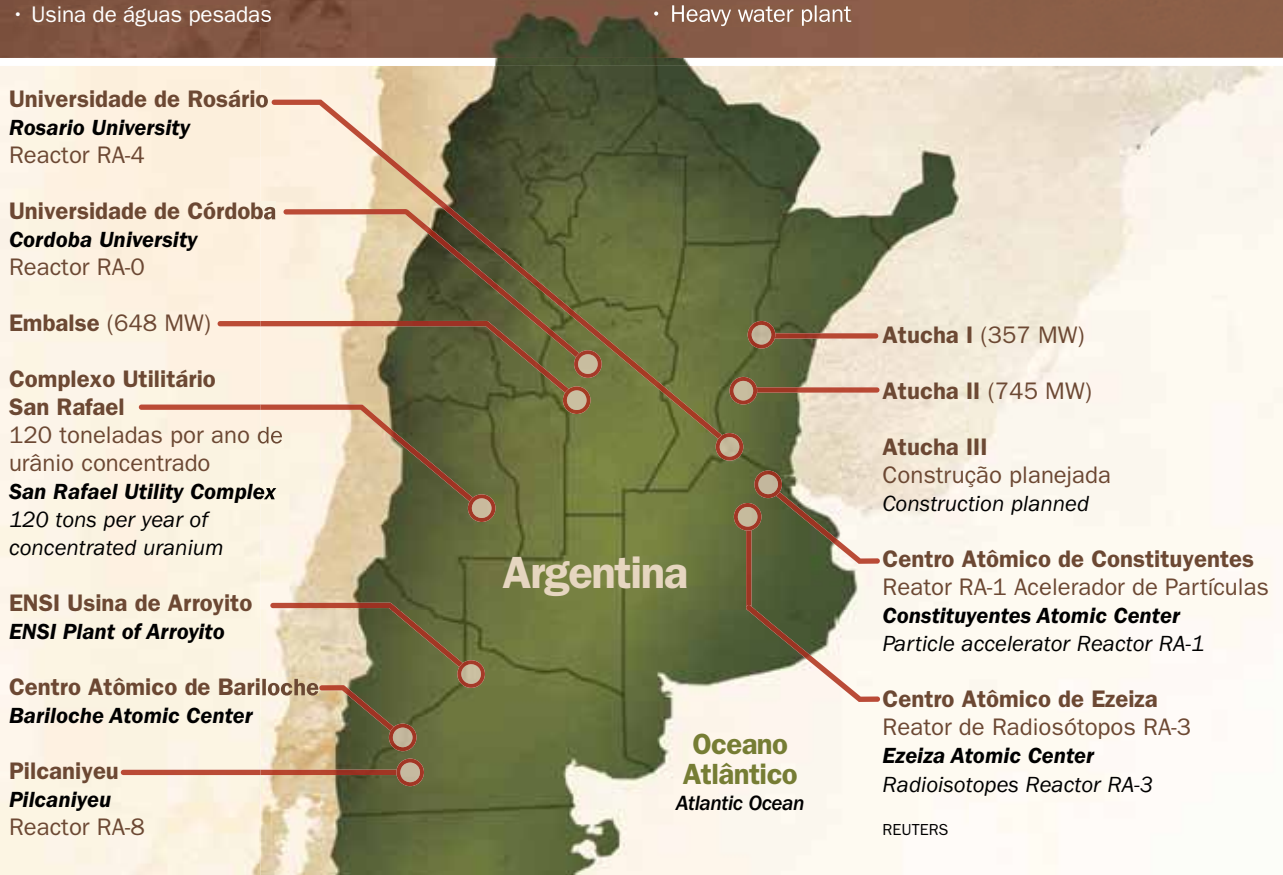 · Usina de águas pesadas
· Heavy water plant
Universidade de Rosário
Rosario University
Reactor RA-4
Universidade de Córdoba
Cordoba University
Reactor RA-0
Embalse (648 MW)
Complexo Utilitário
San Rafael
120 toneladas por ano de
urânio concentrado
San Rafael Utility Complex
120 tons per year of
concentrated uranium
ENSI Usina de Arroyito
ENSI Plant of Arroyito
Centro Atômico de Bariloche
Bariloche Atomic Center
Pilcaniyeu
Pilcaniyeu
Reactor RA-8
Argentina
Oceano
Atlântico
Atlantic Ocean
Atucha I (357 MW)
Atucha II (745 MW)
Atucha III
Construção planejada
Construction planned
Centro Atômico de Constituyentes
Reator RA-1 Acelerador de Partículas
Constituyentes Atomic Center
Particle accelerator Reactor RA-1
Centro Atômico de Ezeiza
Reator de Radiosótopos RA-3
Ezeiza Atomic Center
Radioisotopes Reactor RA-3
REUTERS